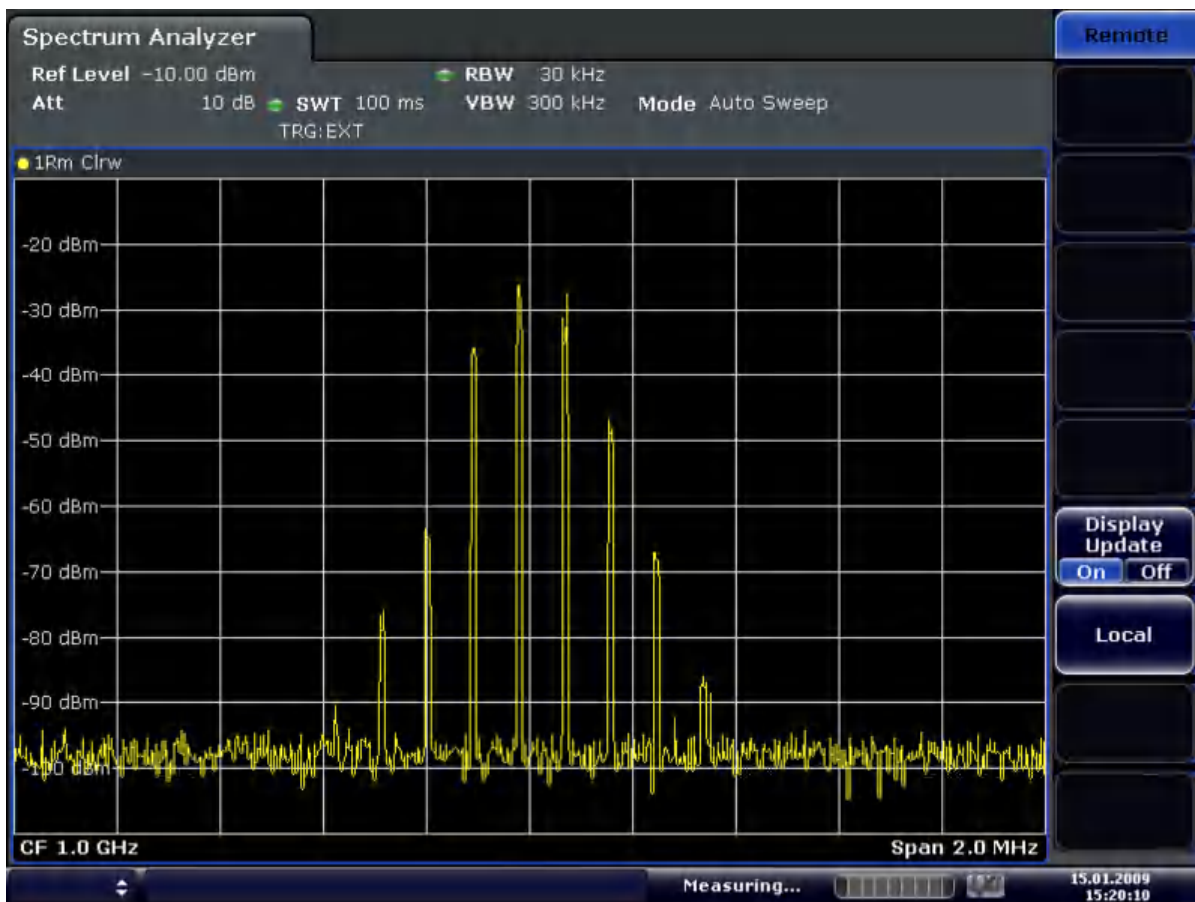 Spectrum Analyzer
Remote
Ref Level -10.00 dBm
RBW 30 kHz
Att 10 dB SWT 100 ms VBW 300 kHz Mode Auto Sweep
TRG:EXT
1Rm Clrw
-20 dBm
-30 dBm
-40 dBm
-50 dBm
-60 dBm
Display
Update
On Off
-70 dBm
-80 dBm
Local
-90 dBm
-100 dBm
CF 1.0 GHz
Span 2.0 MHz
Measuring...
15.01.2009
15:20:10